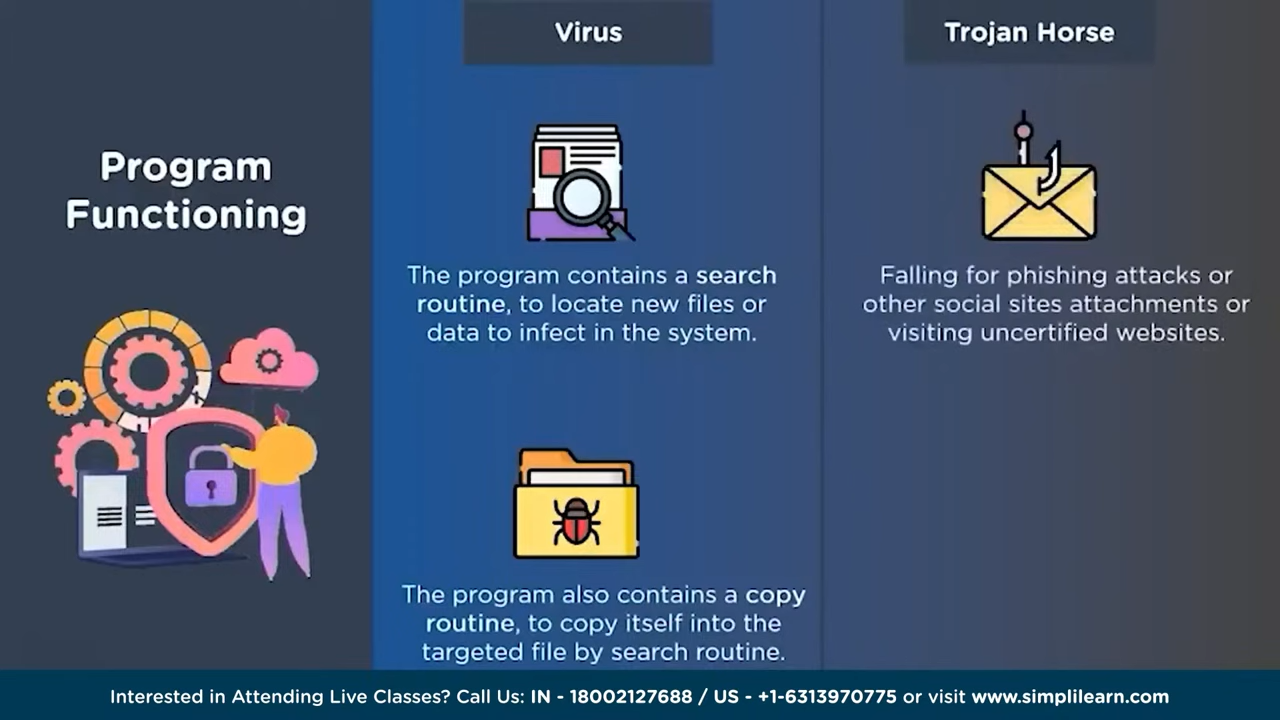 Virus
Trojan Horse
Program
Functioning
The program contains a search
routine, to locate new files or
data to infect in the system.
Falling for phishing attacks or
other social sites attachments or
visiting uncertified websites.
The program also contains a copy
routine, to copy itself into the
targeted file by search routine.
Interested in Attending Live Classes? Call Us: IN - 18002127688 / US - +1-6313970775 or visit www.simplilearn.com